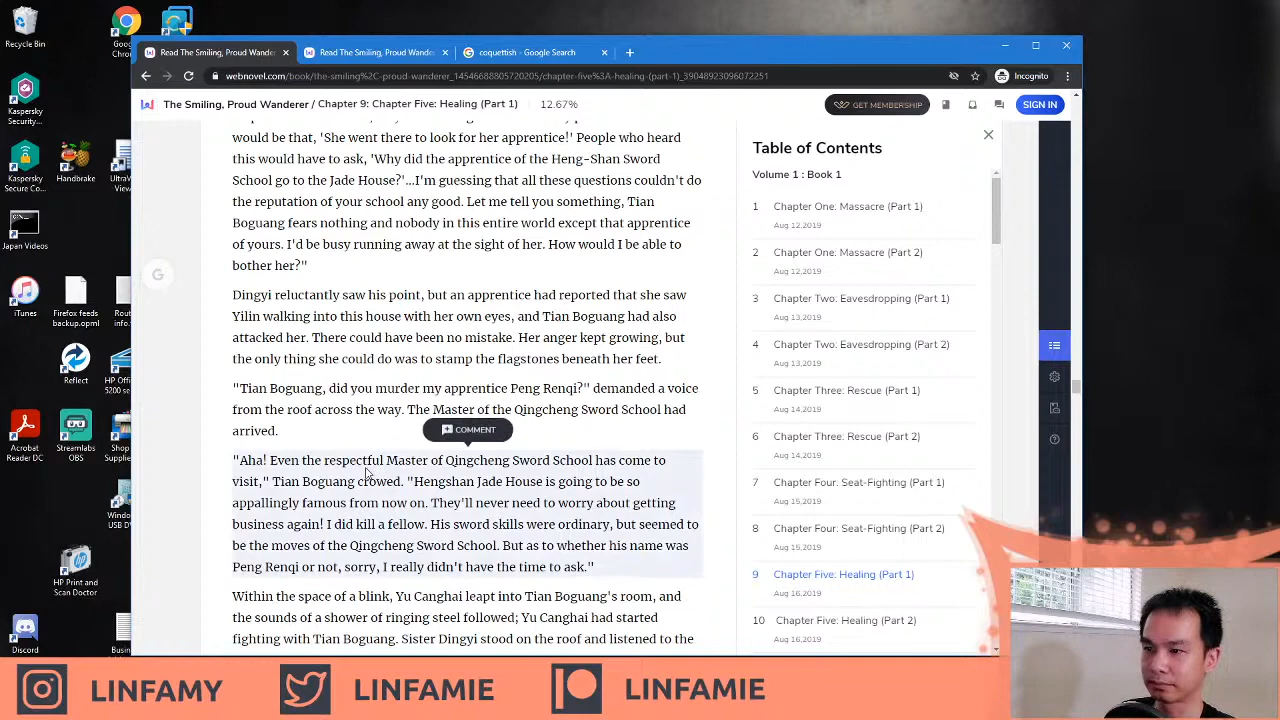 Recycle Bin
Google
Chrome
Kaspersky
Security...
Kaspersky
Secure Co...
Japan Videos
iTunes
Reflect
Acrobat
Reader DC
Discord
Handbrake
Firefox feeds
backup.opml
HP Office
5200 se
Streamlabs
OBS
Shor
Supplie
HP Print and
Scan Doctor
Read The Smiling, Proud Wande
Read The Smiling, Proud Wande
coquettish - Google Search
webnovel.com/book/the-smiling%2C-proud-wanderer_14546688805720205/chapter-five%3A-healing-(part-1)_39048923096072251
Incognito
The Smiling, Proud Wanderer / Chapter 9: Chapter Five: Healing (Part 1)
12.67%
GET MEMBERSHIP
SIGN IN
would be that, 'She went there to look for her apprentice!' People who heard
this would have to ask, 'Why did the apprentice of the Heng-Shan Sword
School go to the Jade House?'...I'm guessing that all these questions couldn't do
the reputation of your school any good. Let me tell you something, Tian
Boguang fears nothing and nobody in this entire world except that apprentice
of yours. I'd be busy running away at the sight of her. How would I be able to
bother her?"
Dingyi reluctantly saw his point, but an apprentice had reported that she saw
Yilin walking into this house with her own eyes, and Tian Boguang had also
attacked her. There could have been no mistake. Her anger kept growing, but
the only thing she could do was to stamp the flagstones beneath her feet.
"Tian Boguang, did you murder my apprentice Peng Renqi?" demanded a voice
from the roof across the way. The Master of the Qingcheng Sword School had
arrived.
COMMENT
"Aha! Even the respectful Master of Qingcheng Sword School has come to
visit," Tian Boguang crowed. "Hengshan Jade House is going to be so
appallingly famous from now on. They'll never need to worry about getting
business again! I did kill a fellow. His sword skills were ordinary, but seemed to
be the moves of the Qingcheng Sword School. But as to whether his name was
Peng Renqi or not, sorry, I really didn't have the time to ask."
Within the space of a blink, Yu Canghai leapt into Tian Boguang's room, and
the sounds of a shower of ringing steel followed; Yu Canghai had started
fighting with Tian Boguang. Sister Dingyi stood on the roof and listened to the
Table of Contents
Volume 1 : Book 1
1 Chapter One: Massacre (Part 1)
Aug 12,2019
2 Chapter One: Massacre (Part 2)
Aug 12,2019
3 Chapter Two: Eavesdropping (Part 1)
Aug 13,2019
4 Chapter Two: Eavesdropping (Part 2)
Aug 13,2019
5 Chapter Three: Rescue (Part 1)
Aug 14,2019
6 Chapter Three: Rescue (Part 2)
Aug 14,2019
7 Chapter Four: Seat-Fighting (Part 1)
Aug 15,2019
8 Chapter Four: Seat-Fighting (Part 2)
Aug 15,2019
9 Chapter Five: Healing (Part 1)
Aug 16,2019
10 Chapter Five: Healing (Part 2)
Aug 16,2019
LINFAMY
LINFAMIE
LINFAMIE